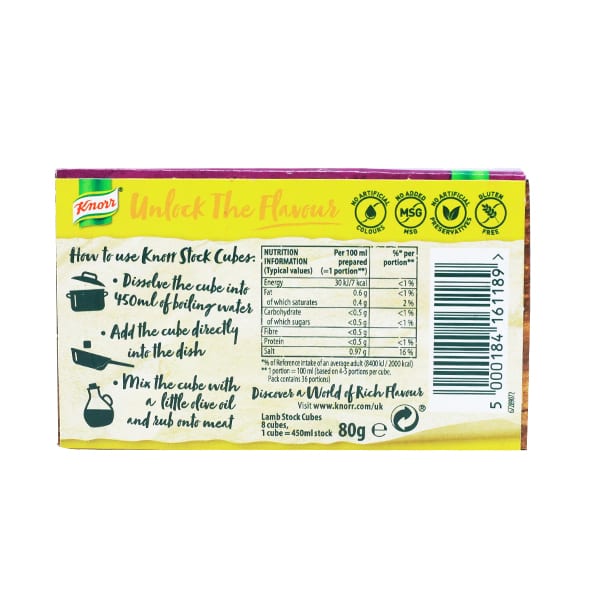 Knorr®
Unlock The Flavour
NO ARTIFICIAL
COLOURS
NO ADDED
MSG
MSG
NO ARTIFICIAL
PRESERVATIVES
GLUTEN
FREE
How to use Knorr Stock Cubes:
• Dissolve the cube into
450ml of boiling water
• Add the cube directly
into the dish
• Mix the cube with
a little olive oil
and rub onto meat
NUTRITION INFORMATION (Typical values) Per 100 ml prepared (=1 portion**) %* per portion**
Energy 30 kJ/7 kcal <1 %
Fat 0.6 g <1 %
of which saturates 0.4 g 2 %
Carbohydrate <0.5 g <1 %
of which sugars <0.5 g <1 %
Fibre <0.5 g
Protein <0.5 g <1 %
Salt 0.97 g 16 %
*% of Reference intake of an average adult (8400 kJ / 2000 kcal)
** 1 portion = 100 ml (based on 4-5 portions per cube.
Pack contains 36 portions)
Discover a World of Rich Flavour
Visit www.knorr.com/uk
Lamb Stock Cubes
8 cubes,
1 cube = 450ml stock
80g e
®
5 000184 161189 >
67289072